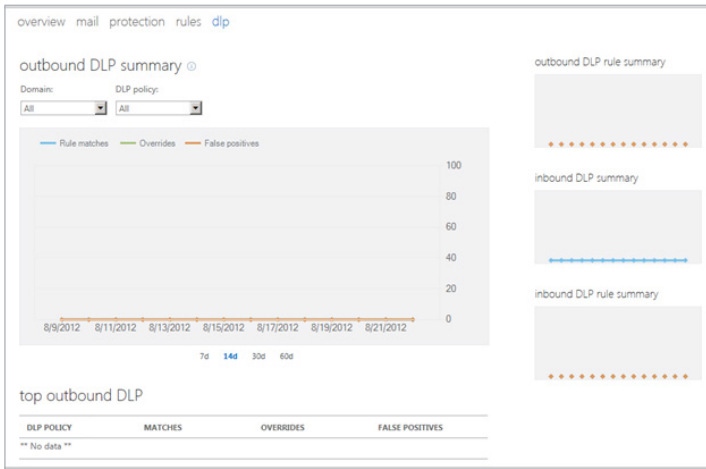 overview mail protection rules dlp
outbound DLP summary
Domain: DLP policy:
All All
Rule matches Overrides False positives
100
80
60
40
20
0
8/9/2012 8/11/2012 8/13/2012 8/15/2012 8/17/2012 8/19/2012 8/21/2012
7d 14d 30d 60d
top outbound DLP
DLP POLICY MATCHES OVERRIDES FALSE POSITIVES
** No data **
outbound DLP rule summary
inbound DLP summary
inbound DLP rule summary